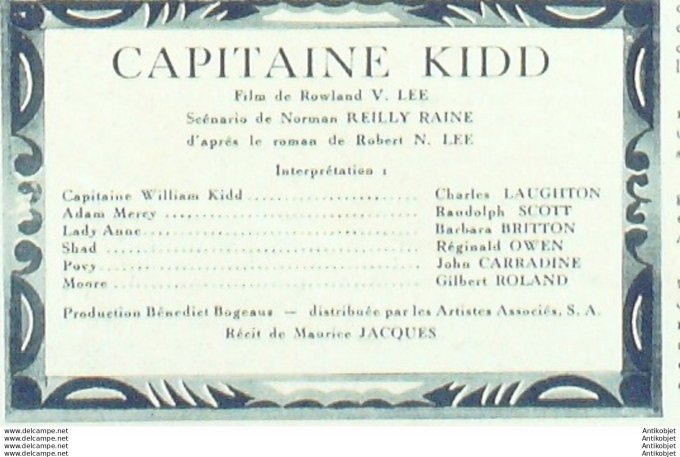 CAPITAINE KIDD
Film de Rowland V. LEE
Scénario de Norman REILLY RAINE
d'après le roman de Robert N. LEE
Interprétation :
Capitaine William Kidd ........................ Charles LAUGHTON
Adam Mercy ........................ Randolph SCOTT
Lady Anne ........................ Barbara BRITTON
Shad ........................ Réginald OWEN
Povy ........................ John CARRADINE
Moore ........................ Gilbert ROLAND
Production Bénedict Bogeaus — distribuée par les Artistes Associés, S. A.
Récit de Maurice JACQUES
www.delcampe.net
www.delcampe.net
www.delcampe.net
www.delcampe.net
Antikobjet
Antikobjet
Antikobjet
Antikobjet